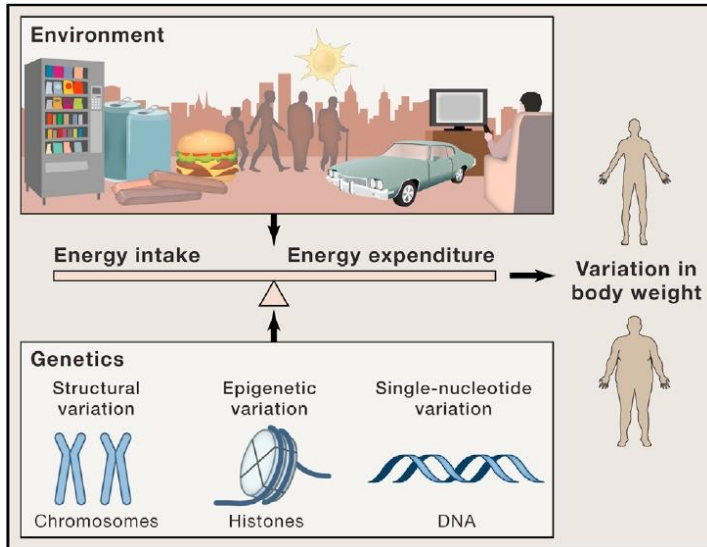 Environment
Energy intake
Energy expenditure
Variation in
body weight
Genetics
Structural
variation
Epigenetic
variation
Single-nucleotide
variation
Chromosomes
Histones
DNA